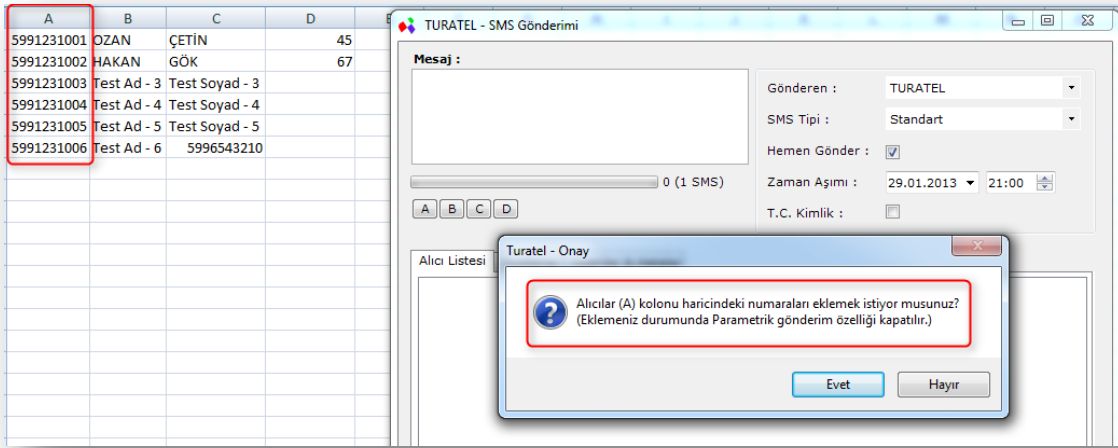 A B C D
5991231001 OZAN ÇETİN 45
5991231002 HAKAN GÖK 67
5991231003 Test Ad - 3 Test Soyad - 3
5991231004 Test Ad - 4 Test Soyad - 4
5991231005 Test Ad - 5 Test Soyad - 5
5991231006 Test Ad - 6 5996543210
TURATEL - SMS Gönderimi
Mesaj :
0 (1 SMS)
A B C D
Gönderen : TURATEL
SMS Tipi : Standart
Hemen Gönder :
Zaman Aşımı : 29.01.2013 21:00
T.C. Kimlik :
Alıcı Listesi
Turatel - Onay
Alıcılar (A) kolonu haricindeki numaraları eklemek istiyor musunuz?
(Eklemeniz durumunda Parametrik gönderim özelliği kapatılır.)
Evet Hayır